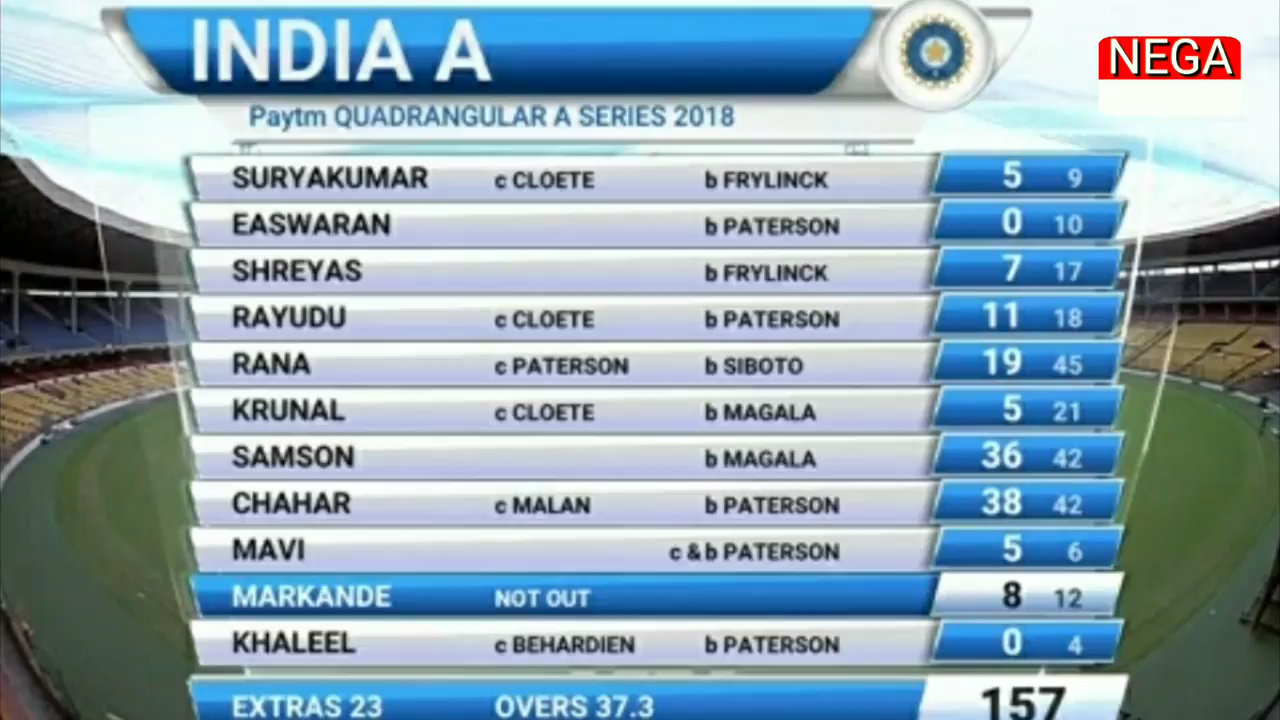 INDIA A
NEGA
Paytm QUADRANGULAR A SERIES 2018
SURYAKUMAR c CLOETE b FRYLINCK 5 9
EASWARAN b PATERSON 0 10
SHREYAS b FRYLINCK 7 17
RAYUDU c CLOETE b PATERSON 11 18
RANA c PATERSON b SIBOTO 19 45
KRUNAL c CLOETE b MAGALA 5 21
SAMSON b MAGALA 36 42
CHAHAR c MALAN b PATERSON 38 42
MAVI c & b PATERSON 5 6
MARKANDE NOT OUT 8 12
KHALEEL c BEHARDIEN b PATERSON 0 4
EXTRAS 23 OVERS 37.3 157